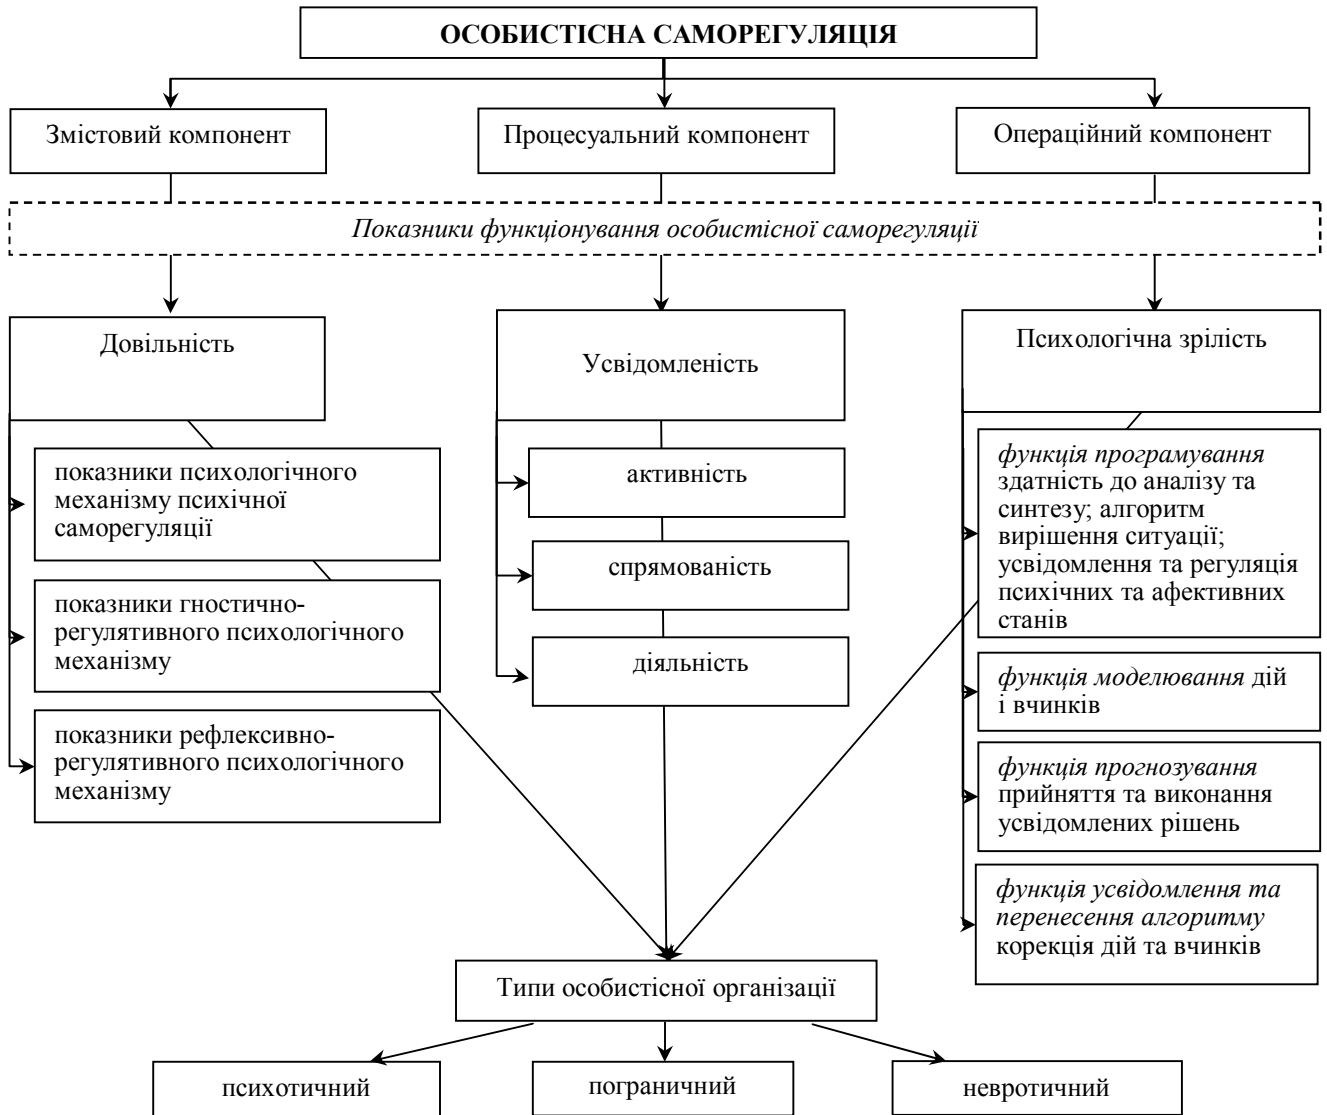 ОСОБИСТІСНА САМОРЕГУЛЯЦІЯ
Змістовий компонент
Процесуальний компонент
Операційний компонент
Показники функціонування особистісної саморегуляції
Довільність
Усвідомленість
Психологічна зрілість
показники психологічного
механізму психічної
саморегуляції
показники гностично-
регулятивного психологічного
механізму
показники рефлексивно-
регулятивного психологічного
механізму
активність
спрямованість
діяльність
функція програмування
здатність до аналізу та
синтезу; алгоритм
вирішення ситуації;
усвідомлення та регуляція
психічних та афективних
станів
функція моделювання дій
і вчинків
функція прогнозування
прийняття та виконання
усвідомлених рішень
функція усвідомлення та
перенесення алгоритму
корекція дій та вчинків
Типи особистісної організації
психотичний
пограничний
невротичний